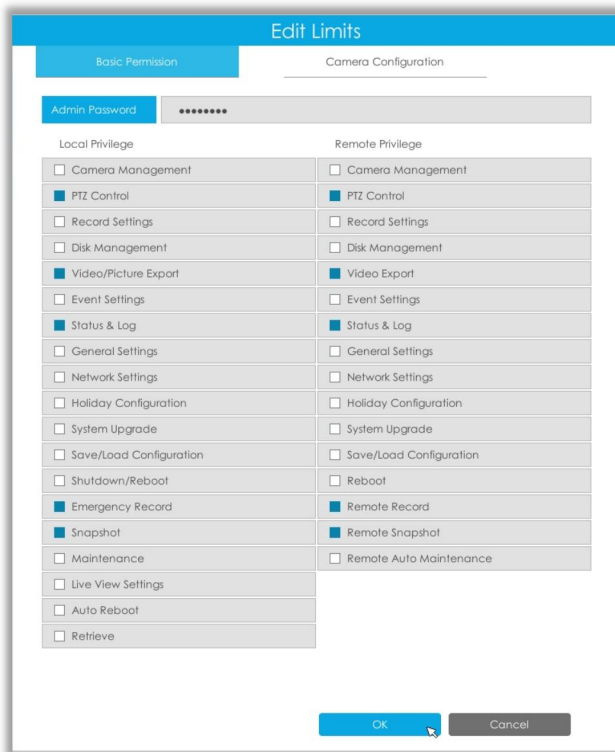 Edit Limits
Basic Permission Camera Configuration
Admin Password ●●●●●●●●
Local Privilege Remote Privilege
Camera Management Camera Management
PTZ Control PTZ Control
Record Settings Record Settings
Disk Management Disk Management
Video/Picture Export Video Export
Event Settings Event Settings
Status & Log Status & Log
General Settings General Settings
Network Settings Network Settings
Holiday Configuration Holiday Configuration
System Upgrade System Upgrade
Save/Load Configuration Save/Load Configuration
Shutdown/Reboot Reboot
Emergency Record Remote Record
Snapshot Remote Snapshot
Maintenance Remote Auto Maintenance
Live View Settings
Auto Reboot
Retrieve
OK Cancel